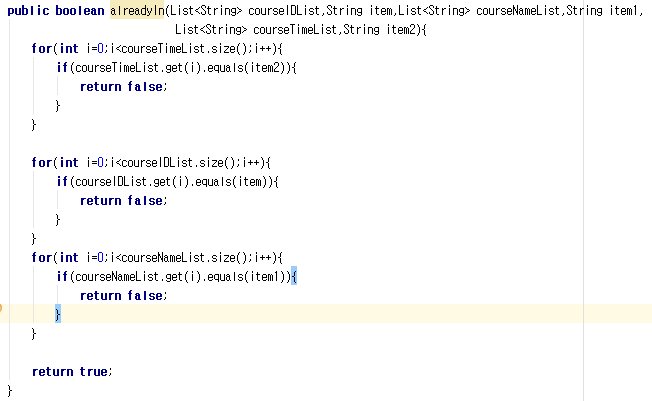 public boolean alreadyIn(List<String> courseIDList,String item,List<String> courseNameList,String item1,
List<String> courseTimeList,String item2){
for(int i=0;i<courseTimeList.size();i++){
if(courseTimeList.get(i).equals(item2)){
return false;
}
}
for(int i=0;i<courseIDList.size();i++){
if(courseIDList.get(i).equals(item)){
return false;
}
}
for(int i=0;i<courseNameList.size();i++){
if(courseNameList.get(i).equals(item1)){
return false;
}
}
return true;
}